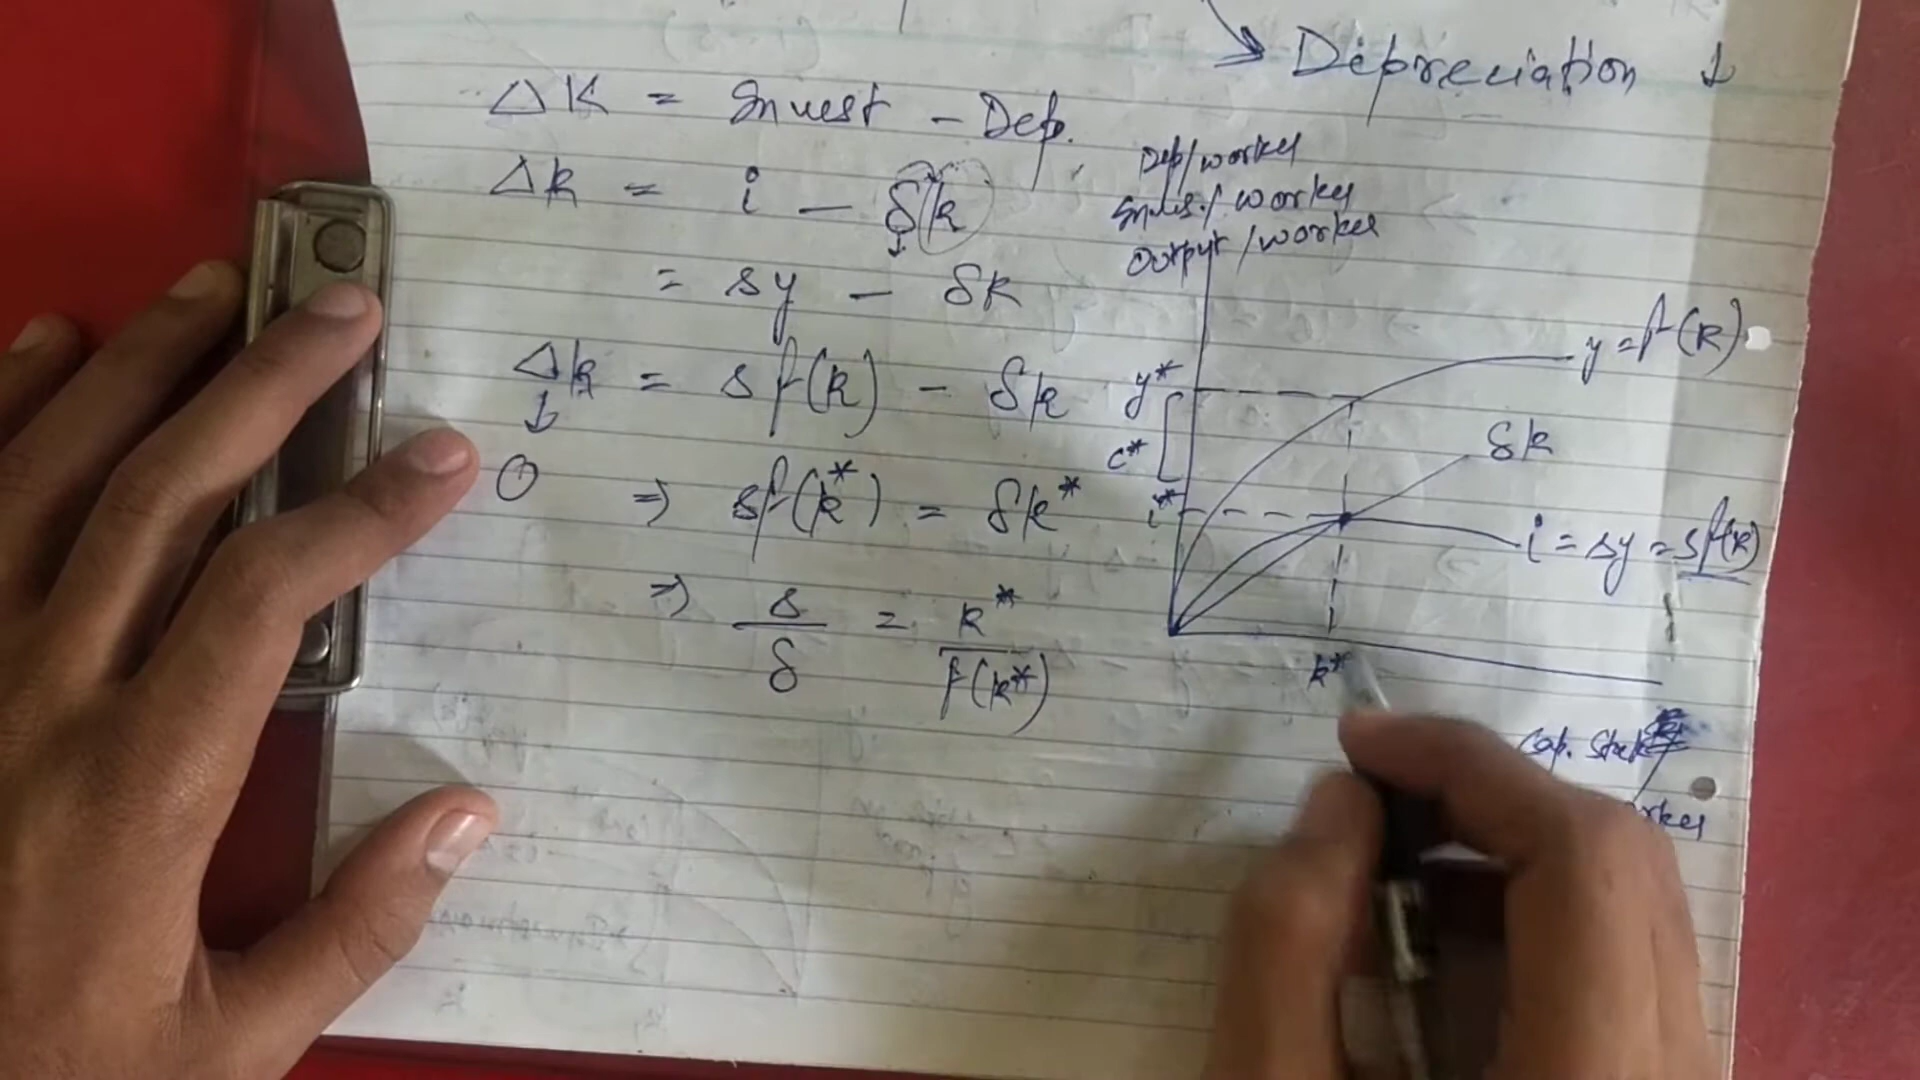 Depreciation ↓
ΔK = Invest - Dep.
Δk = i - δk
= sy - δk
Δk = sf(k) - δk
↓
0 ⇒ sf(k*) = δk*
⇒ s/δ = k*/f(k*)
Dep/worker
Inves./worker
Output/worker
y = f(k)
y*
δk
c*
i*
i = sy = sf(k)
k*
Cap. Stock